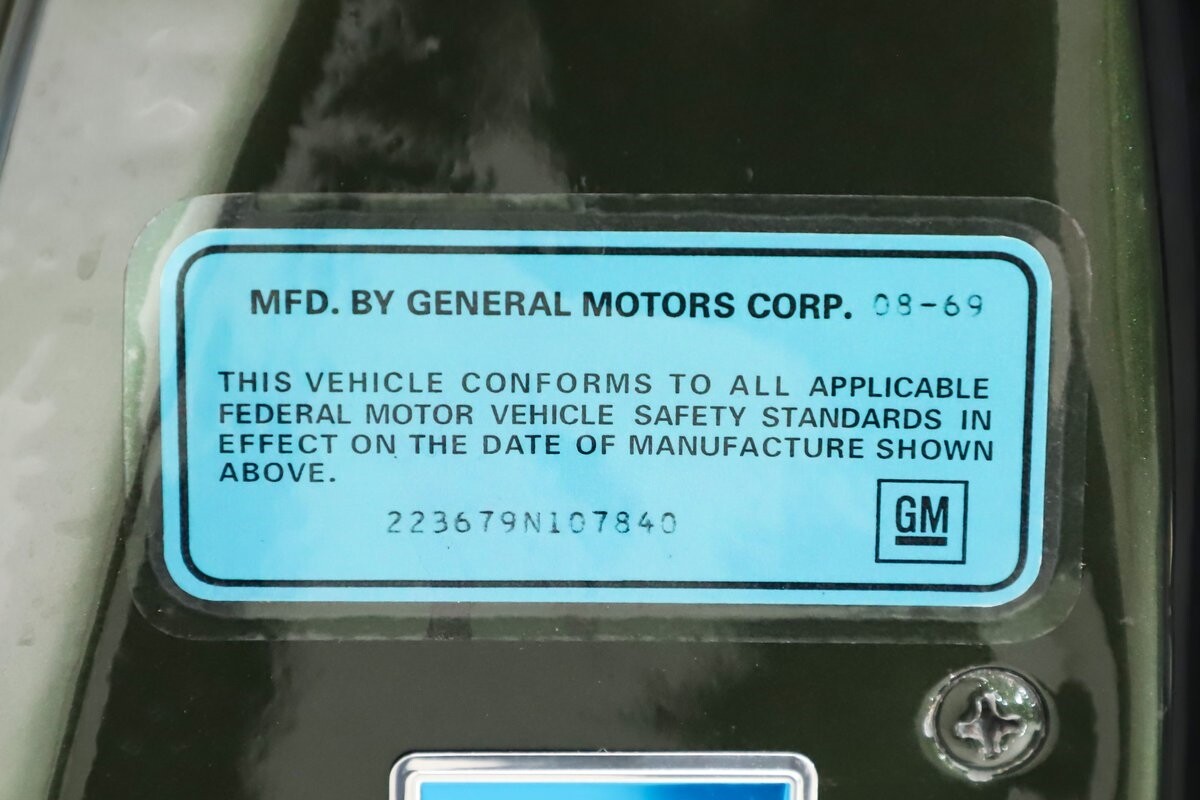 MFD. BY GENERAL MOTORS CORP. 08-69
THIS VEHICLE CONFORMS TO ALL APPLICABLE
FEDERAL MOTOR VEHICLE SAFETY STANDARDS IN
EFFECT ON THE DATE OF MANUFACTURE SHOWN
ABOVE.
223679N107840
GM